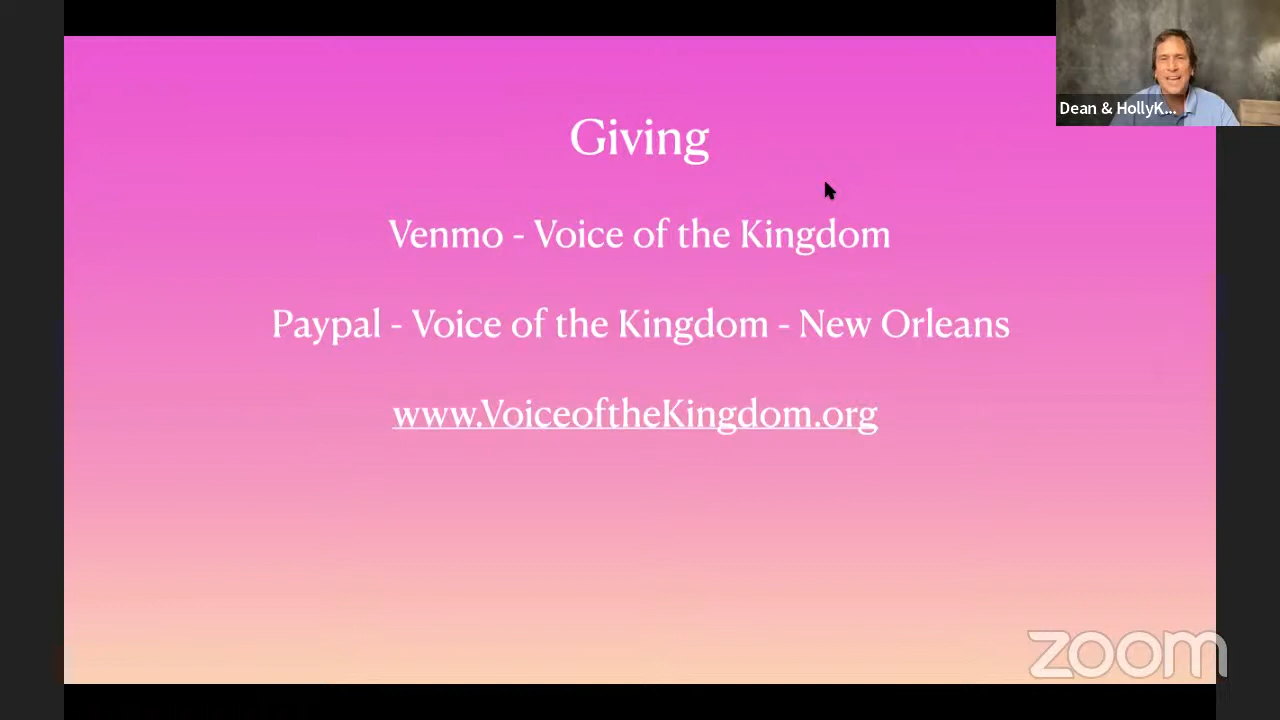 Dean & HollyK...
Giving
Venmo - Voice of the Kingdom
Paypal - Voice of the Kingdom - New Orleans
www.VoiceoftheKingdom.org
zoom